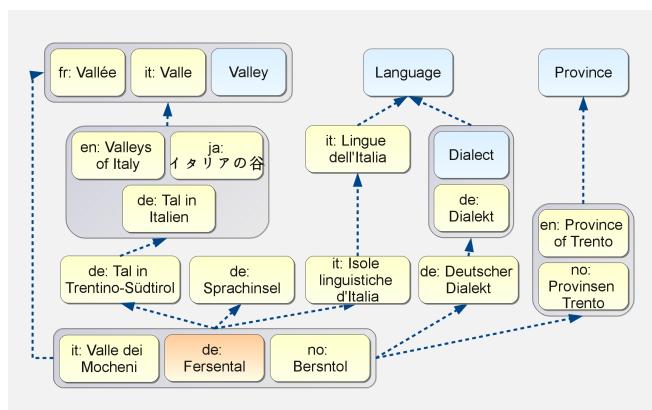 fr: Vallée
it: Valle
Valley
Language
Province
en: Valleys
of Italy
ja:
イタリアの谷
de: Tal in
Italien
it: Lingue
dell'Italia
Dialect
de:
Dialekt
en: Province
of Trento
no:
Provinsen
Trento
de: Tal in
Trentino-Südtirol
de:
Sprachinsel
it: Isole
linguistiche
d'Italia
de: Deutscher
Dialekt
it: Valle dei
Mocheni
de:
Fersental
no:
Bersntol